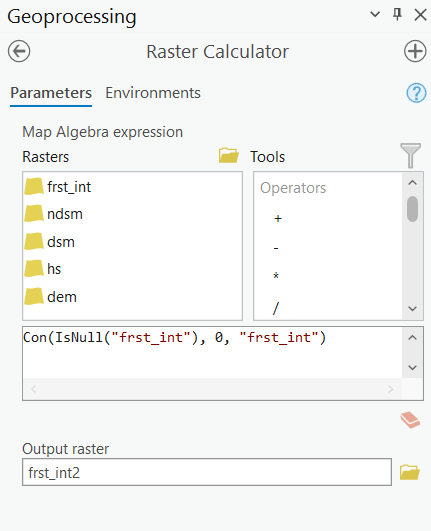 Geoprocessing
Raster Calculator
Parameters Environments
?
Map Algebra expression
Rasters Tools
frst_int
ndsm
dsm
hs
dem
Operators
+
-
*
/
Con(IsNull("frst_int"), 0, "frst_int")
Output raster
frst_int2